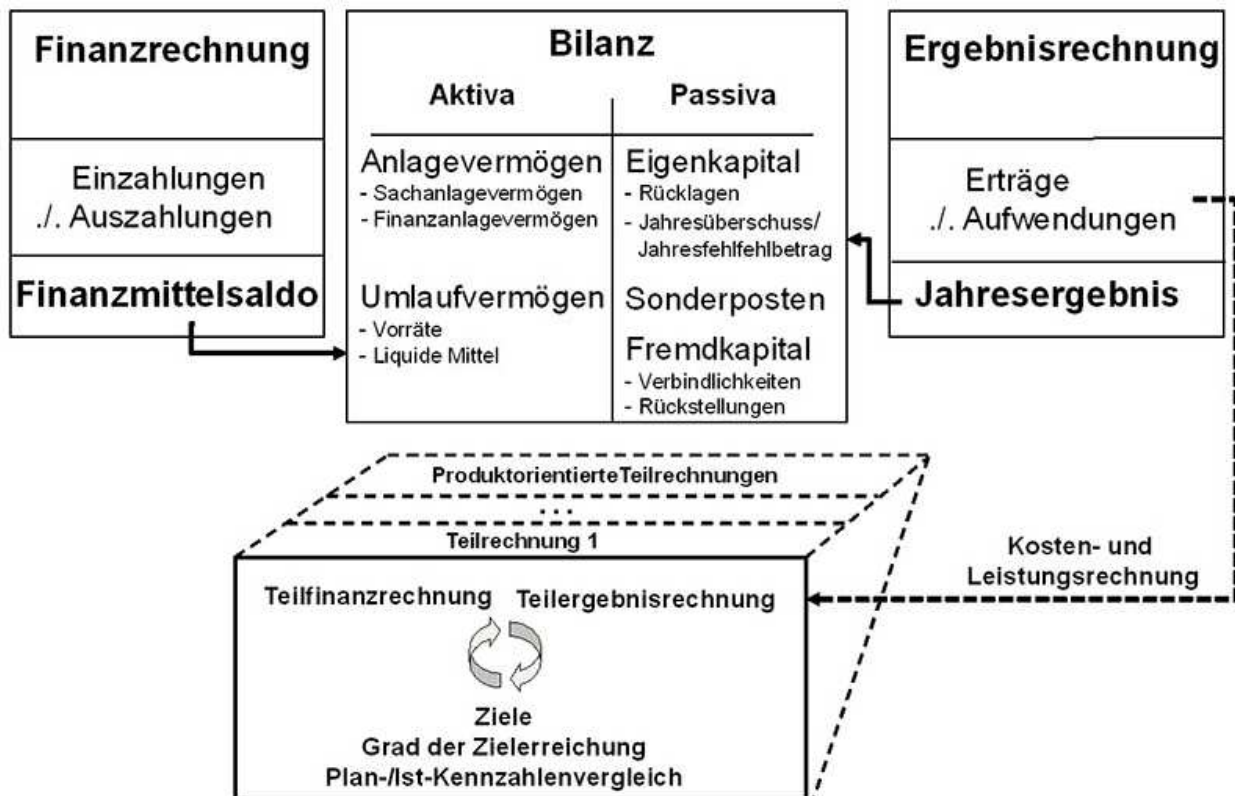 Finanzrechnung
Einzahlungen
./. Auszahlungen
Finanzmittelsaldo
Bilanz
Aktiva
Passiva
Anlagevermögen
- Sachanlagevermögen
- Finanzanlagevermögen
Umlaufvermögen
- Vorräte
- Liquide Mittel
Eigenkapital
- Rücklagen
- Jahresüberschuss/
Jahresfehlfehlbetrag
Sonderposten
Fremdkapital
- Verbindlichkeiten
- Rückstellungen
Ergebnisrechnung
Erträge
./. Aufwendungen
Jahresergebnis
Produktorientierte Teilrechnungen
...
Teilrechnung 1
Kosten- und
Leistungsrechnung
Teilfinanzrechnung
Teilergebnisrechnung
Ziele
Grad der Zielerreichung
Plan-/Ist-Kennzahlenvergleich